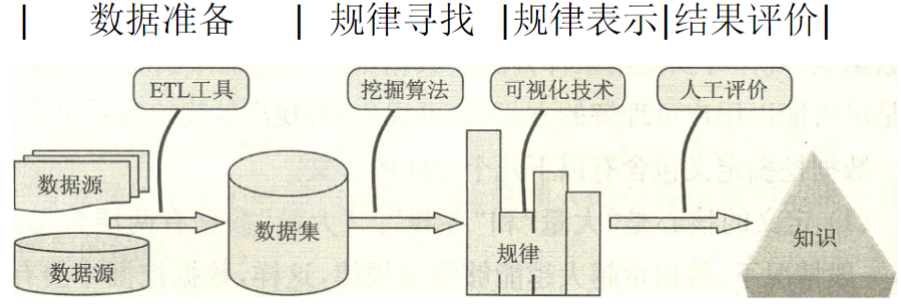 | 数据准备 | 规律寻找 |规律表示|结果评价|
ETL工具 挖掘算法 可视化技术 人工评价
数据源
数据集
规律
知识
数据源